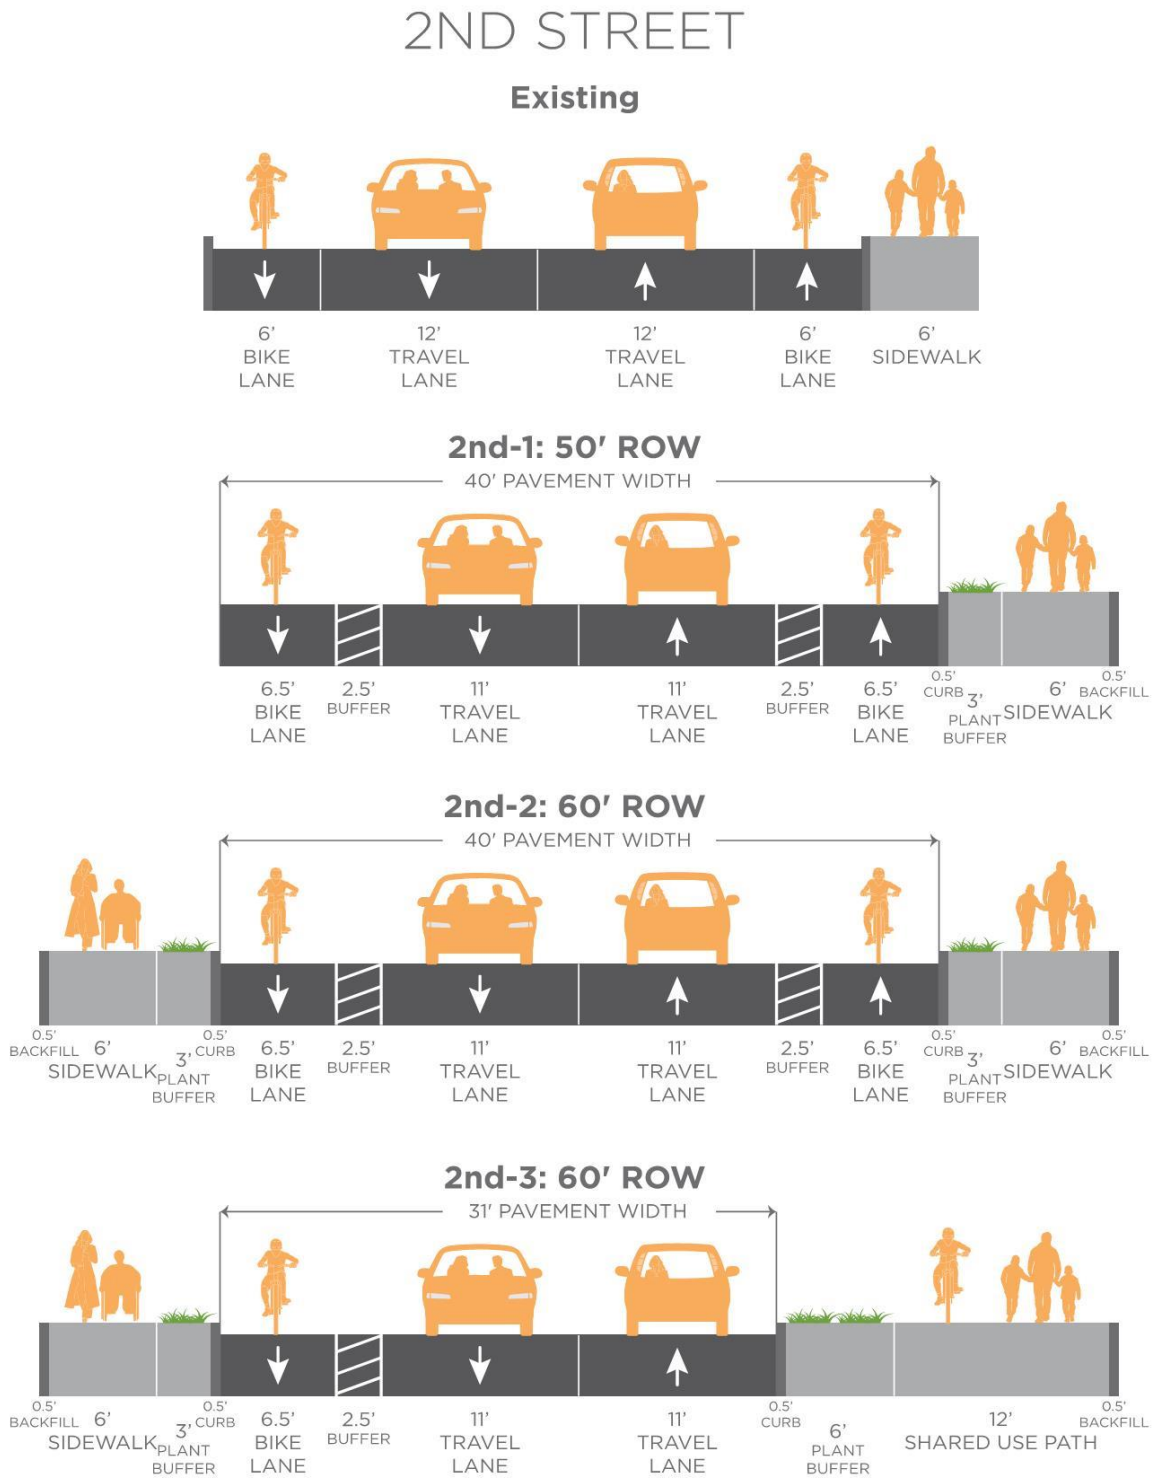 2ND STREET
Existing
6’ BIKE LANE
12’ TRAVEL LANE
12’ TRAVEL LANE
6’ BIKE LANE
6’ SIDEWALK
2nd-1: 50' ROW
40' PAVEMENT WIDTH
6.5’ BIKE LANE
2.5’ BUFFER
11’ TRAVEL LANE
11’ TRAVEL LANE
2.5’ BUFFER
6.5’ BIKE LANE
0.5’ CURB
3’ PLANT BUFFER
6’ SIDEWALK
0.5’ BACKFILL
2nd-2: 60' ROW
40' PAVEMENT WIDTH
0.5’ BACKFILL
6’ SIDEWALK
3’ PLANT BUFFER
0.5’ CURB
6.5’ BIKE LANE
2.5’ BUFFER
11’ TRAVEL LANE
11’ TRAVEL LANE
2.5’ BUFFER
6.5’ BIKE LANE
0.5’ CURB
3’ PLANT BUFFER
6’ SIDEWALK
0.5’ BACKFILL
2nd-3: 60' ROW
31' PAVEMENT WIDTH
0.5’ BACKFILL
6’ SIDEWALK
3’ PLANT BUFFER
0.5’ CURB
6.5’ BIKE LANE
2.5’ BUFFER
11’ TRAVEL LANE
11’ TRAVEL LANE
0.5’ CURB
6’ PLANT BUFFER
12’ SHARED USE PATH
0.5’ BACKFILL